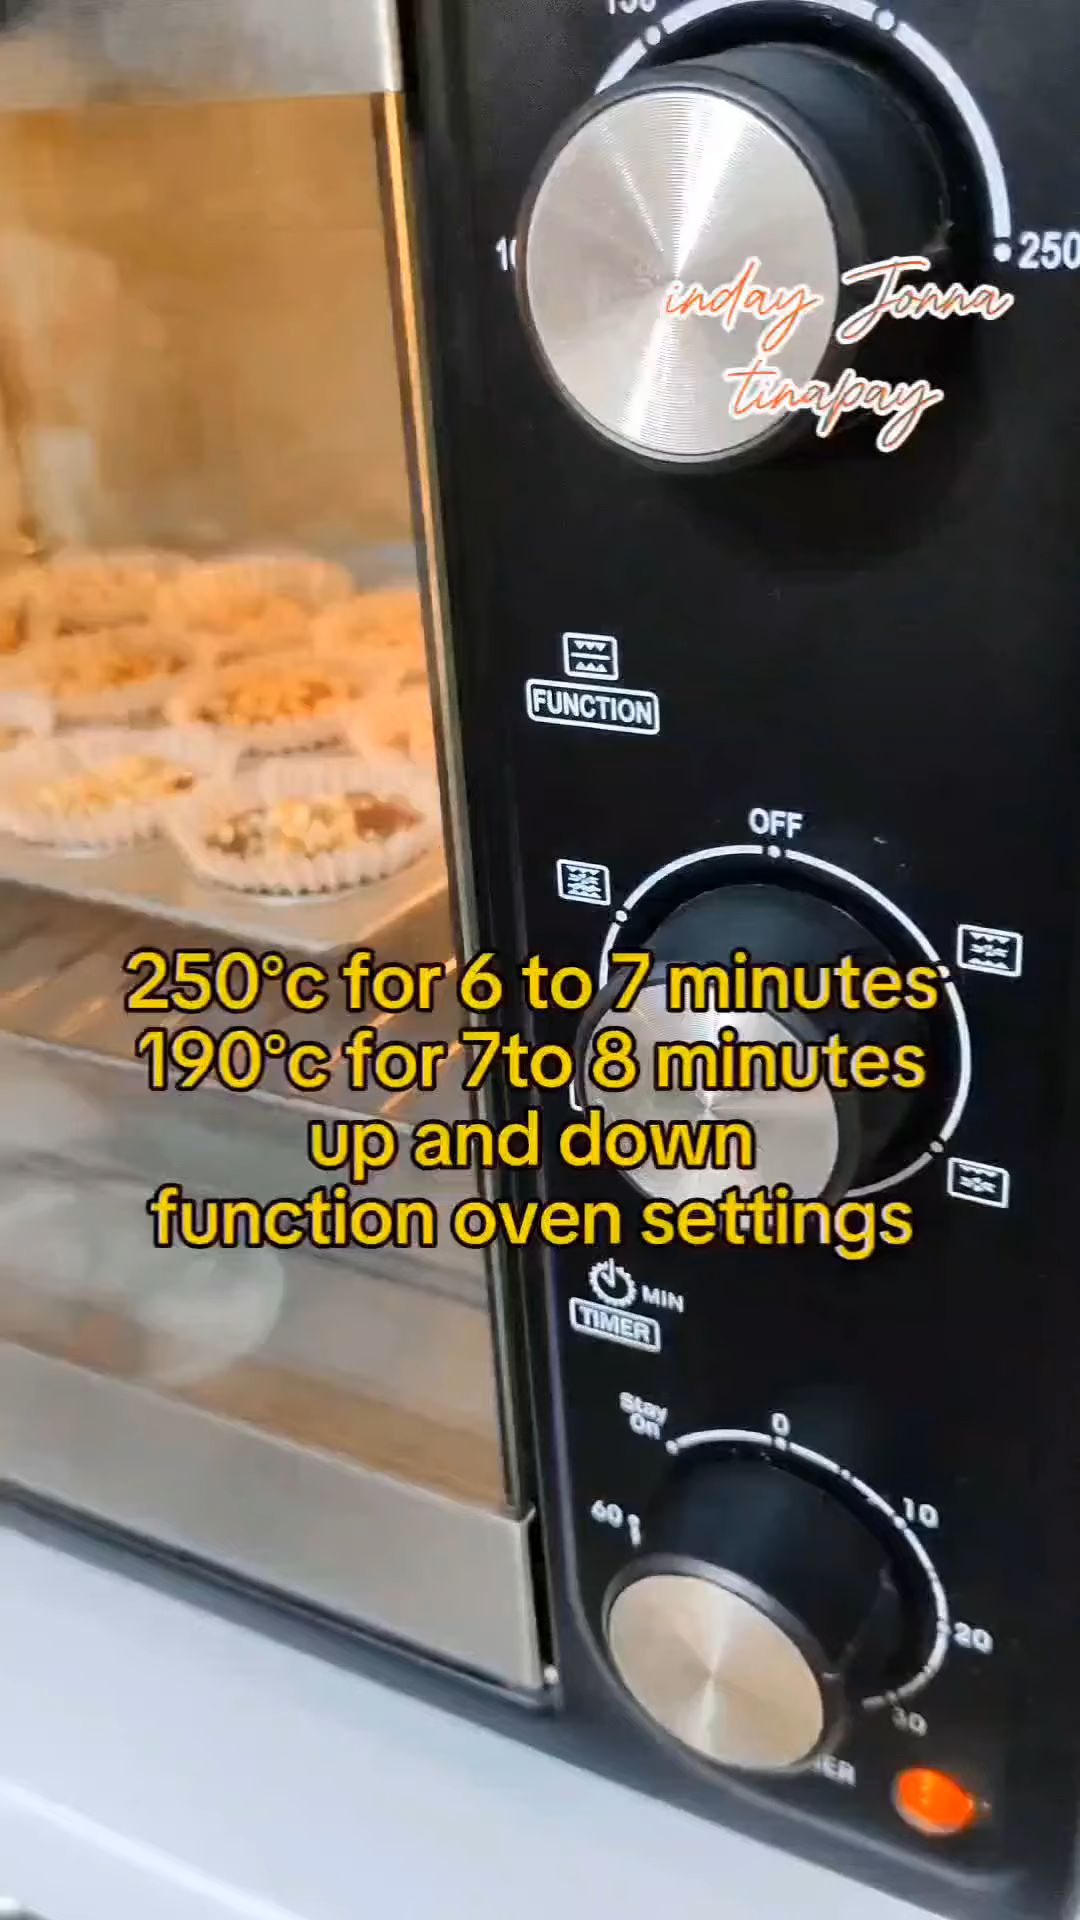 250
inday Jonna
tinapay
FUNCTION
OFF
250°c for 6 to 7 minutes
190°c for 7to 8 minutes
up and down
function oven settings
MIN
TIMER
Stay
On
0
10
60
20
30